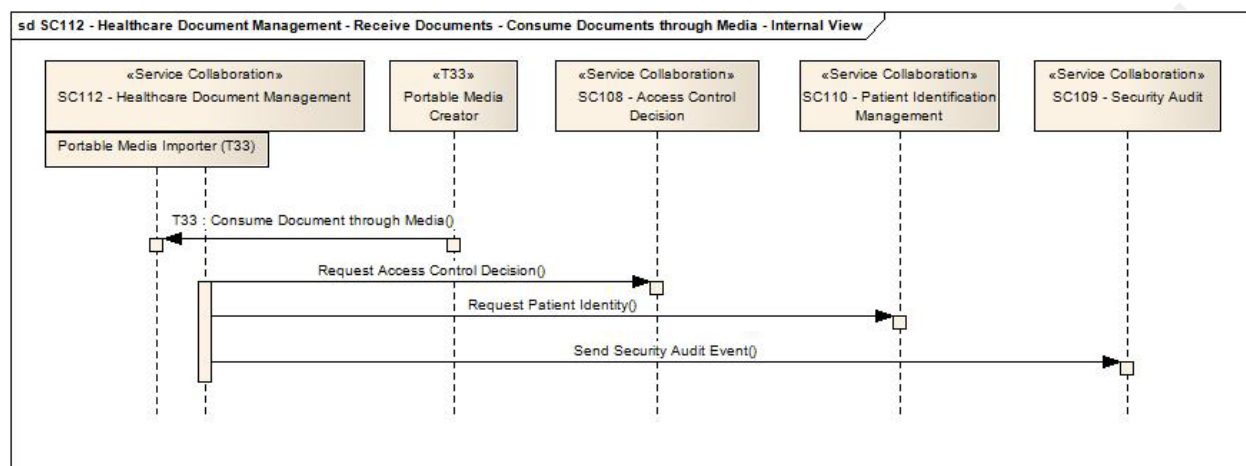 sd SC112 - Healthcare Document Management - Receive Documents - Consume Documents through Media - Internal View
«Service Collaboration»
SC112 - Healthcare Document Management
«T33»
Portable Media
Creator
«Service Collaboration»
SC108 - Access Control
Decision
«Service Collaboration»
SC110 - Patient Identification
Management
«Service Collaboration»
SC109 - Security Audit
Portable Media Importer (T33)
T33 : Consume Document through Media()
Request Access Control Decision()
Request Patient Identity()
Send Security Audit Event()